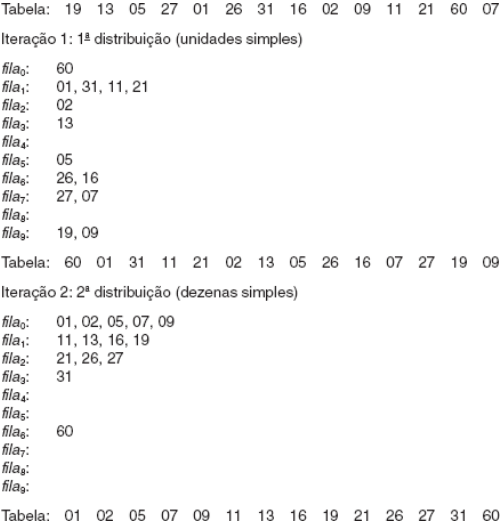 Tabela: 19 13 05 27 01 26 31 16 02 09 11 21 60 07
Iteração 1: 1ª distribuição (unidades simples)
fila₀: 60
fila₁: 01, 31, 11, 21
fila₂: 02
fila₃: 13
fila₄:
fila₅: 05
fila₆: 26, 16
fila₇: 27, 07
fila₈:
fila₉: 19, 09
Tabela: 60 01 31 11 21 02 13 05 26 16 07 27 19 09
Iteração 2: 2ª distribuição (dezenas simples)
fila₀: 01, 02, 05, 07, 09
fila₁: 11, 13, 16, 19
fila₂: 21, 26, 27
fila₃: 31
fila₄:
fila₅:
fila₆: 60
fila₇:
fila₈:
fila₉:
Tabela: 01 02 05 07 09 11 13 16 19 21 26 27 31 60